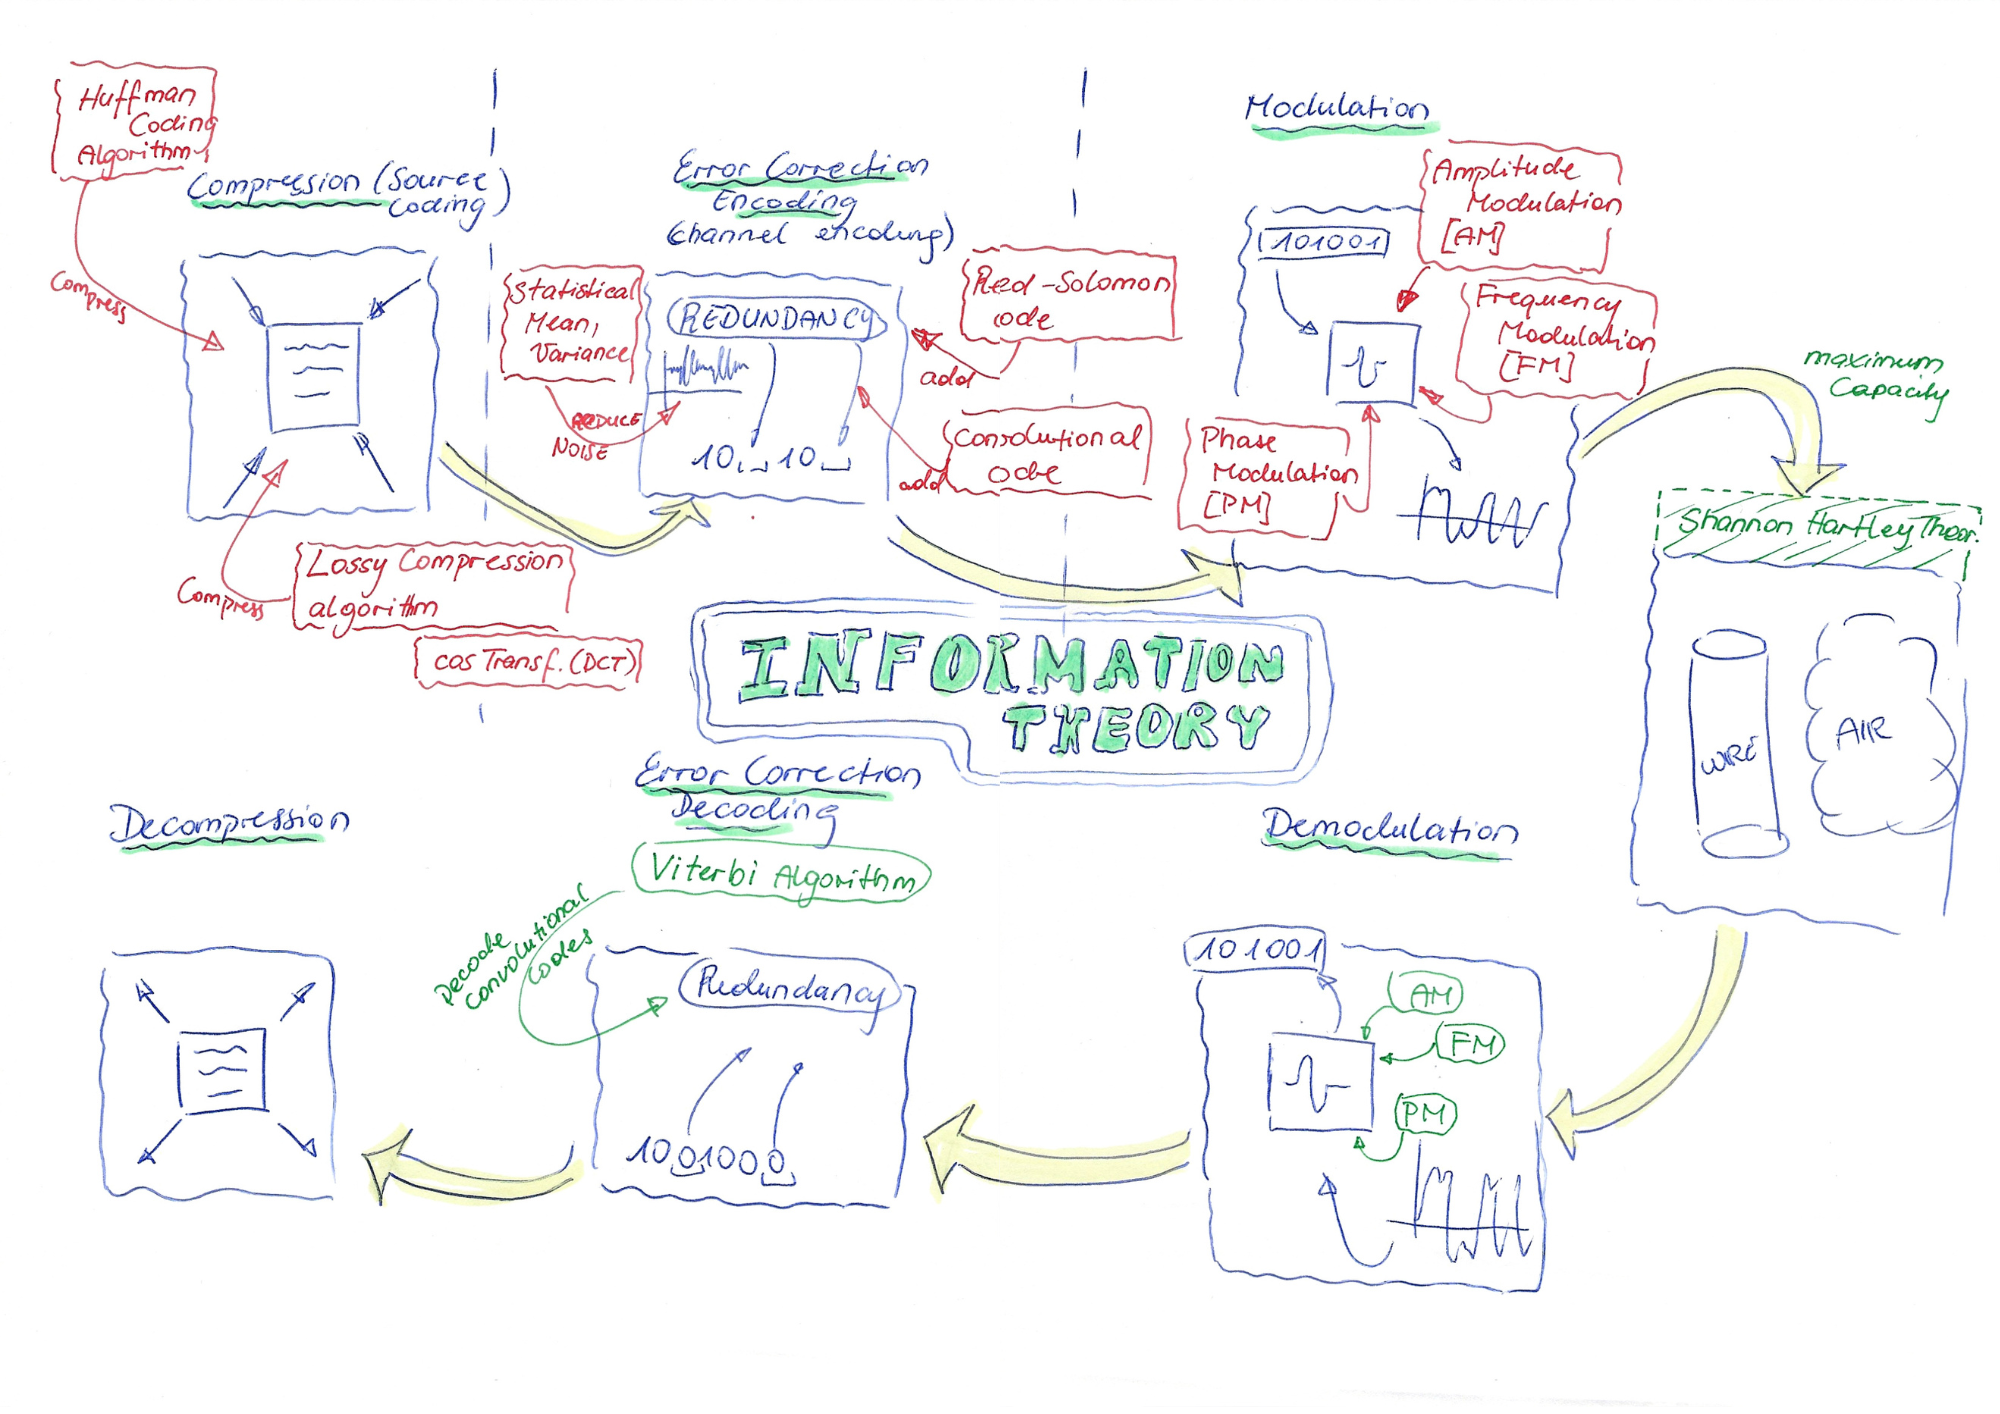 Huffman
Coding
Algorithm
Compress
Compression (Source
coding)
Lossy Compression
algorithm
Compress
cos Transf. (DCT)
Error Correction
Encoding
(channel encoding)
Statistical
Mean,
Variance
REDUCE
NOISE
REDUNDANCY
10 10
Red-Solomon
code
add
Convolutional
ode
add
Modulation
101001
Amplitude
Modulation
[AM]
Frequency
Modulation
[FM]
Phase
Modulation
[PM]
maximum
Capacity
Shannon Hartley Theor.
WIRE
AIR
INFORMATION
THEORY
Demodulation
101001
AM
FM
PM
Error Correction
Decoding
Viterbi Algorithm
Decode
convolutional
codes
Redundancy
1001000
Decompression